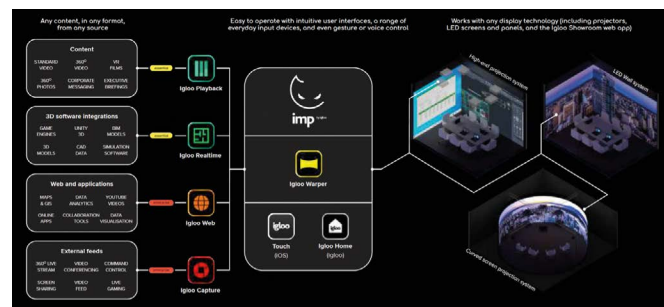 Any content, in any format,
from any source
Easy to operate with intuitive user interfaces, a range of
everyday input devices, and even gesture or voice control
Works with any display technology (including projectors,
LED screens and panels, and the Igloo Showroom web app)
Content
STANDARD VIDEO
360° VIDEO
VR FILMS
360° PHOTOS
CORPORATE MESSAGING
EXECUTIVE BRIEFINGS
Igloo Playback
3D software integrations
GAME ENGINES
UNITY 3D
BIM MODELS
3D MODELS
CAD DATA
SIMULATION SOFTWARE
Igloo Realtime
Web and applications
MAPS & GIS
DATA ANALYTICS
YOUTUBE VIDEOS
ONLINE APPS
COLLABORATION TOOLS
DATA VISUALISATION
Igloo Web
External feeds
360° LIVE STREAM
VIDEO CONFERENCING
COMMAND CONTROL
SCREEN SHARING
VIDEO FEED
LIVE GAMING
Igloo Capture
imp
Igloo Warper
igloo
Touch
(iOS)
igloo
Igloo Home
(Igloo)
High-end projection system
LED Wall system
Curved screen projection system